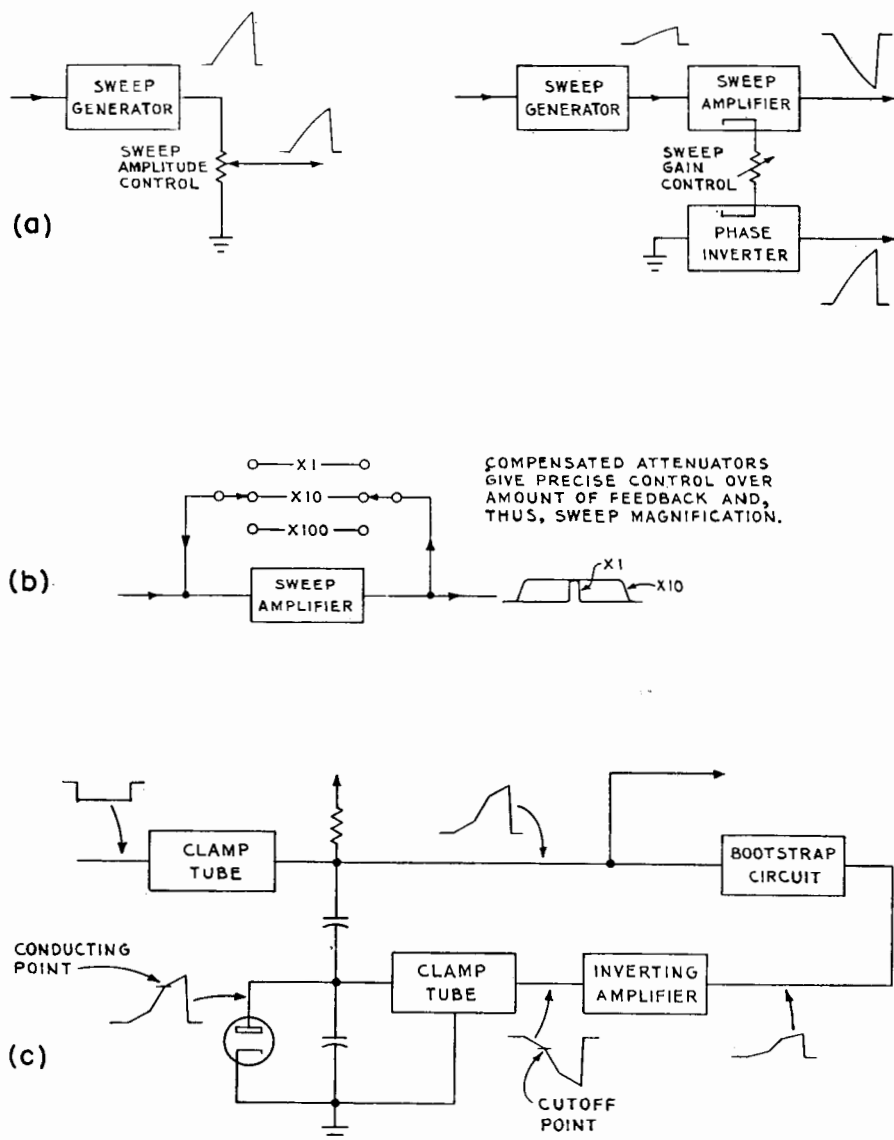 SWEEP
GENERATOR
SWEEP
AMPLITUDE
CONTROL
(a)
SWEEP
GENERATOR
SWEEP
AMPLIFIER
SWEEP
GAIN
CONTROL
PHASE
INVERTER
X1
X10
X100
COMPENSATED ATTENUATORS
GIVE PRECISE CONTROL OVER
AMOUNT OF FEEDBACK AND,
THUS, SWEEP MAGNIFICATION.
(b)
SWEEP
AMPLIFIER
X1
X10
CLAMP
TUBE
BOOTSTRAP
CIRCUIT
CONDUCTING
POINT
CLAMP
TUBE
INVERTING
AMPLIFIER
(c)
CUTOFF
POINT